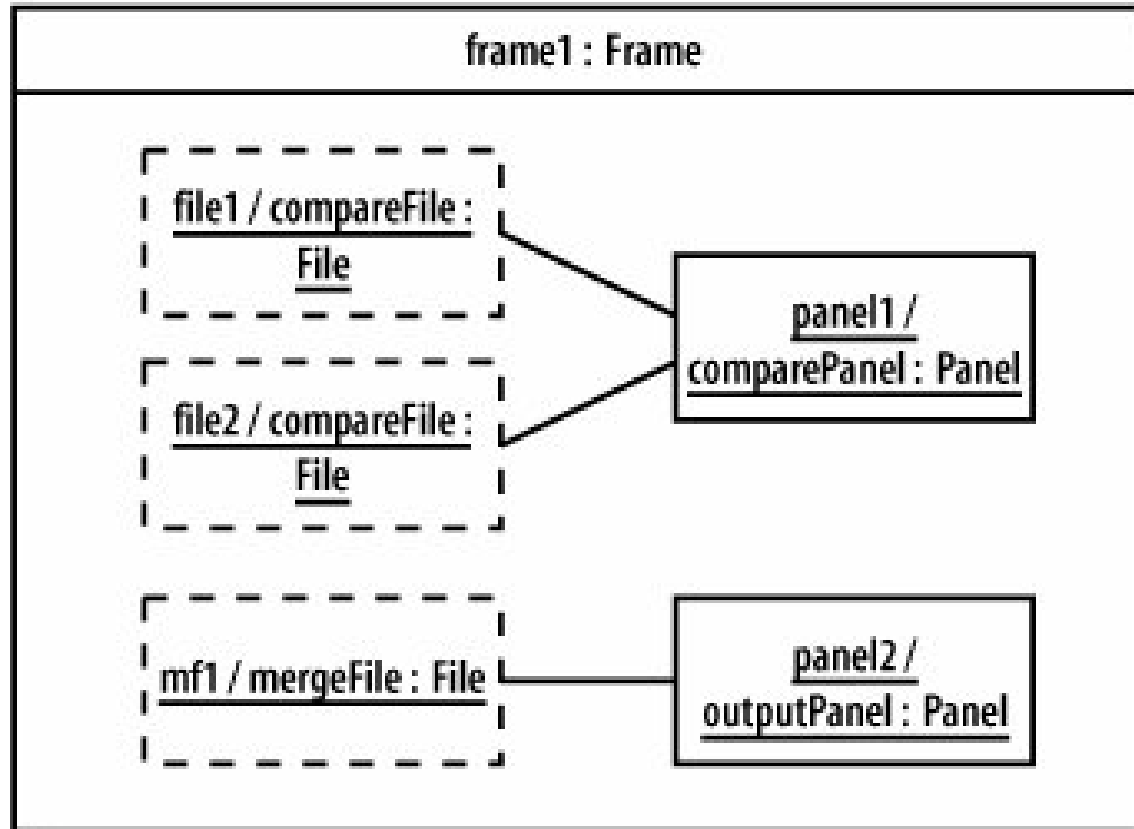 frame1 : Frame
file1 / compareFile :
File
file2 / compareFile :
File
panel1 /
comparePanel : Panel
mf1 / mergeFile : File
panel2 /
outputPanel : Panel